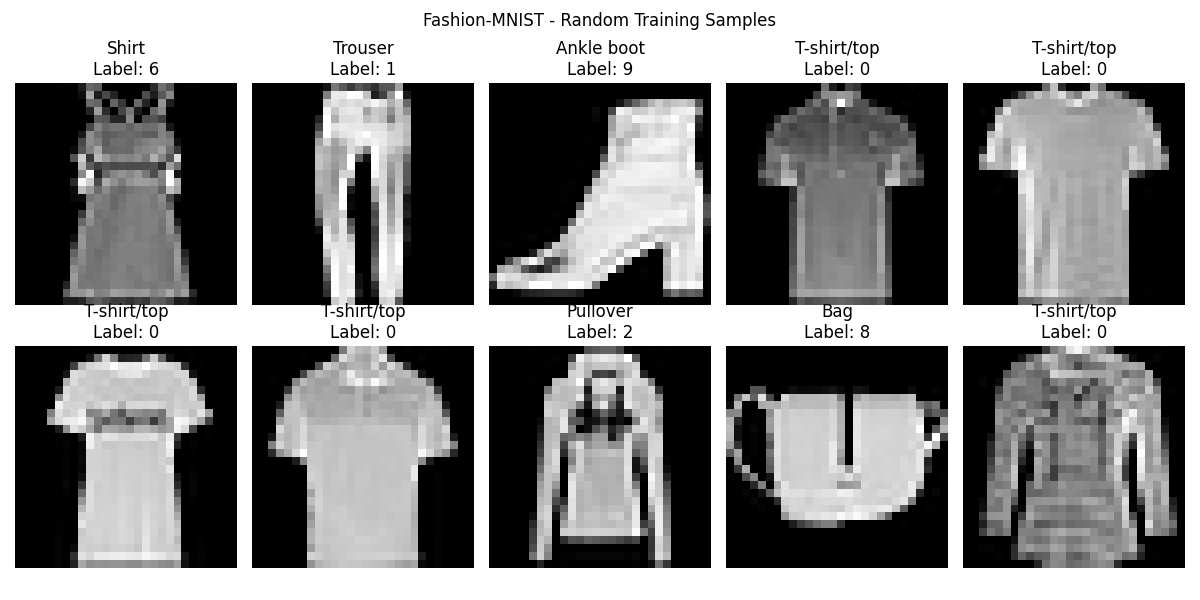 Fashion-MNIST - Random Training Samples
Shirt
Label: 6
Trouser
Label: 1
Ankle boot
Label: 9
T-shirt/top
Label: 0
T-shirt/top
Label: 0
T-shirt/top
Label: 0
T-shirt/top
Label: 0
Pullover
Label: 2
Bag
Label: 8
T-shirt/top
Label: 0